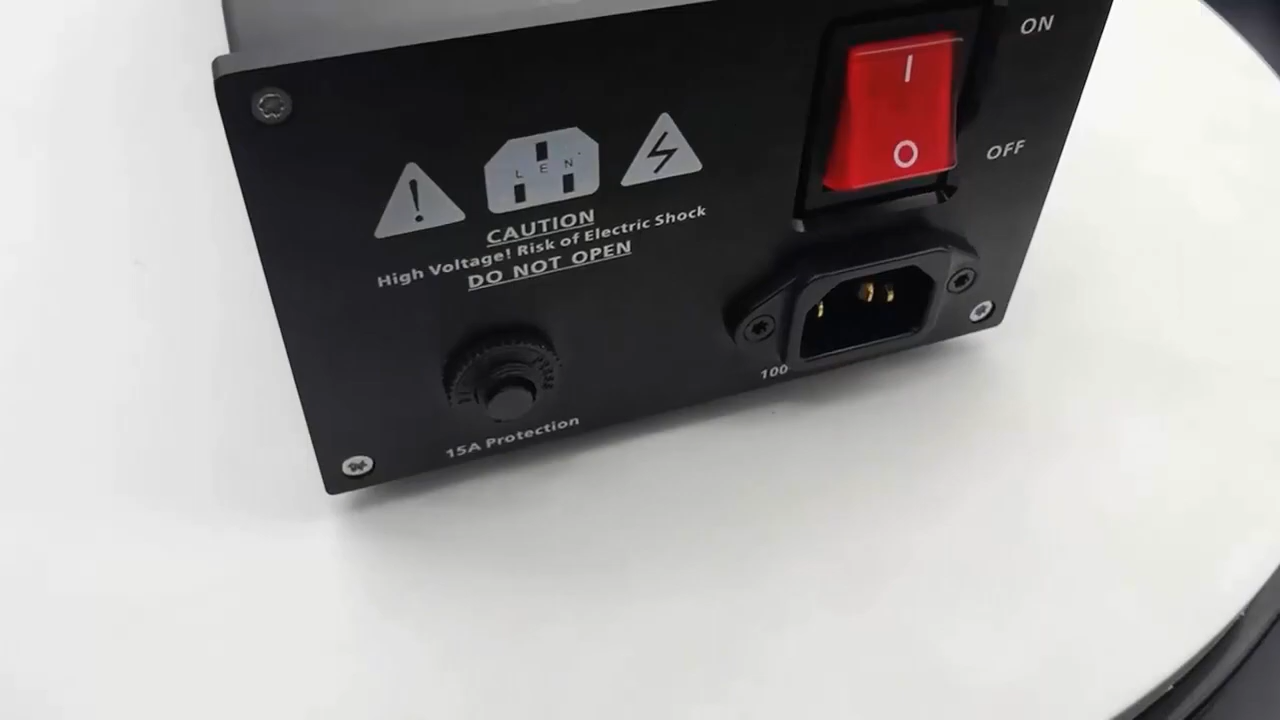 ON
I
O
OFF
L E N
CAUTION
High Voltage! Risk of Electric Shock
DO NOT OPEN
100
15A Protection